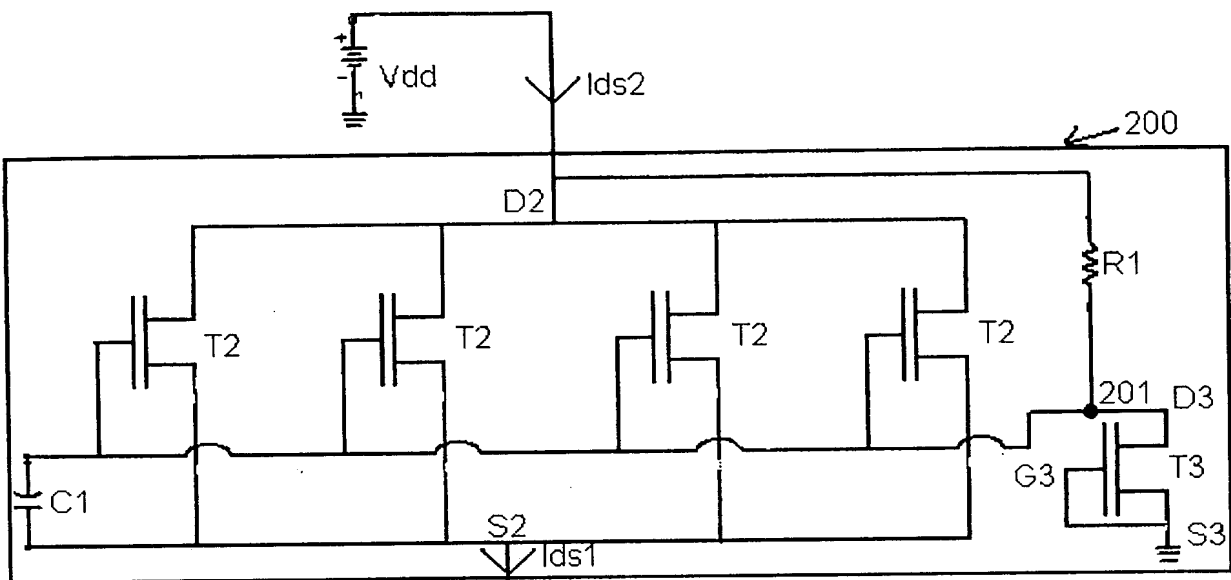 +
-
Vdd
Ids2
200
D2
R1
T2
T2
T2
T2
201
D3
G3
T3
C1
S2
S3
Ids1